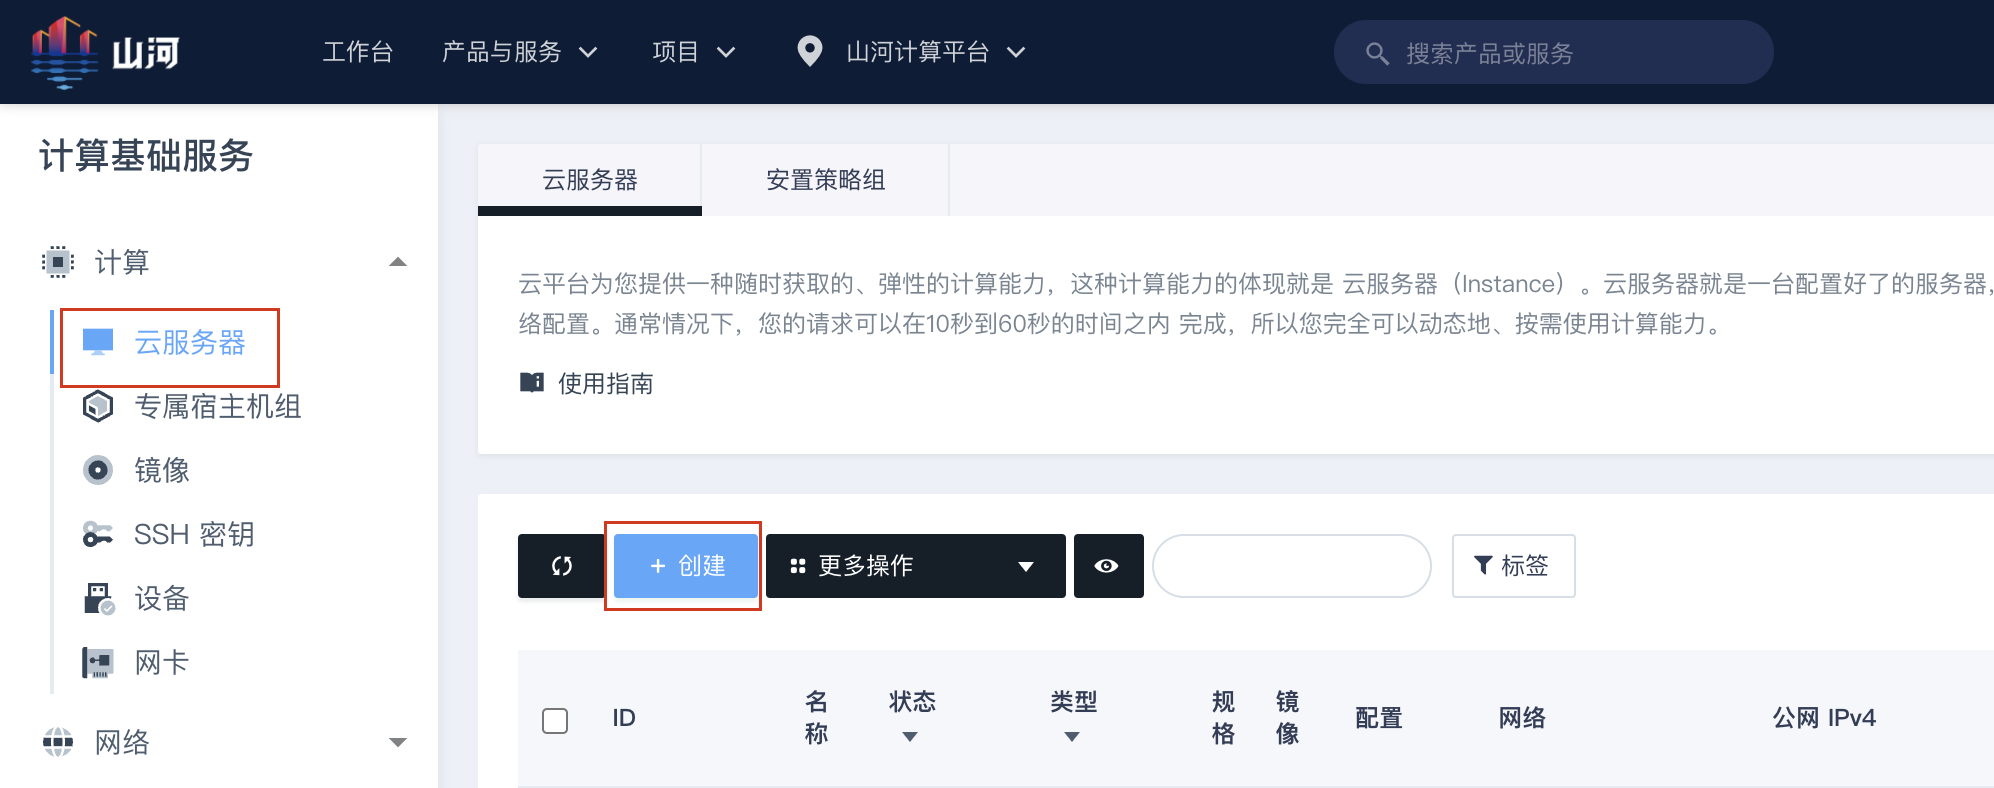 山河
工作台
产品与服务
项目
山河计算平台
搜索产品或服务
计算基础服务
计算
云服务器
专属宿主机组
镜像
SSH 密钥
设备
网卡
网络
云服务器
安置策略组
云平台为您提供一种随时获取的、弹性的计算能力，这种计算能力的体现就是 云服务器（Instance）。云服务器就是一台配置好了的服务器，
络配置。通常情况下，您的请求可以在10秒到60秒的时间之内 完成，所以您完全可以动态地、按需使用计算能力。
使用指南
+ 创建
更多操作
标签
ID
名称
状态
类型
规格
镜像
配置
网络
公网 IPv4